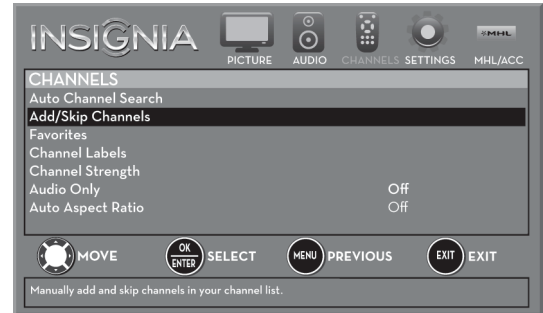 INSIGNIA
PICTURE AUDIO CHANNELS SETTINGS MHL MHL/ACC
CHANNELS
Auto Channel Search
Add/Skip Channels
Favorites
Channel Labels
Channel Strength
Audio Only Off
Auto Aspect Ratio Off
MOVE OK ENTER SELECT MENU PREVIOUS EXIT EXIT
Manually add and skip channels in your channel list.